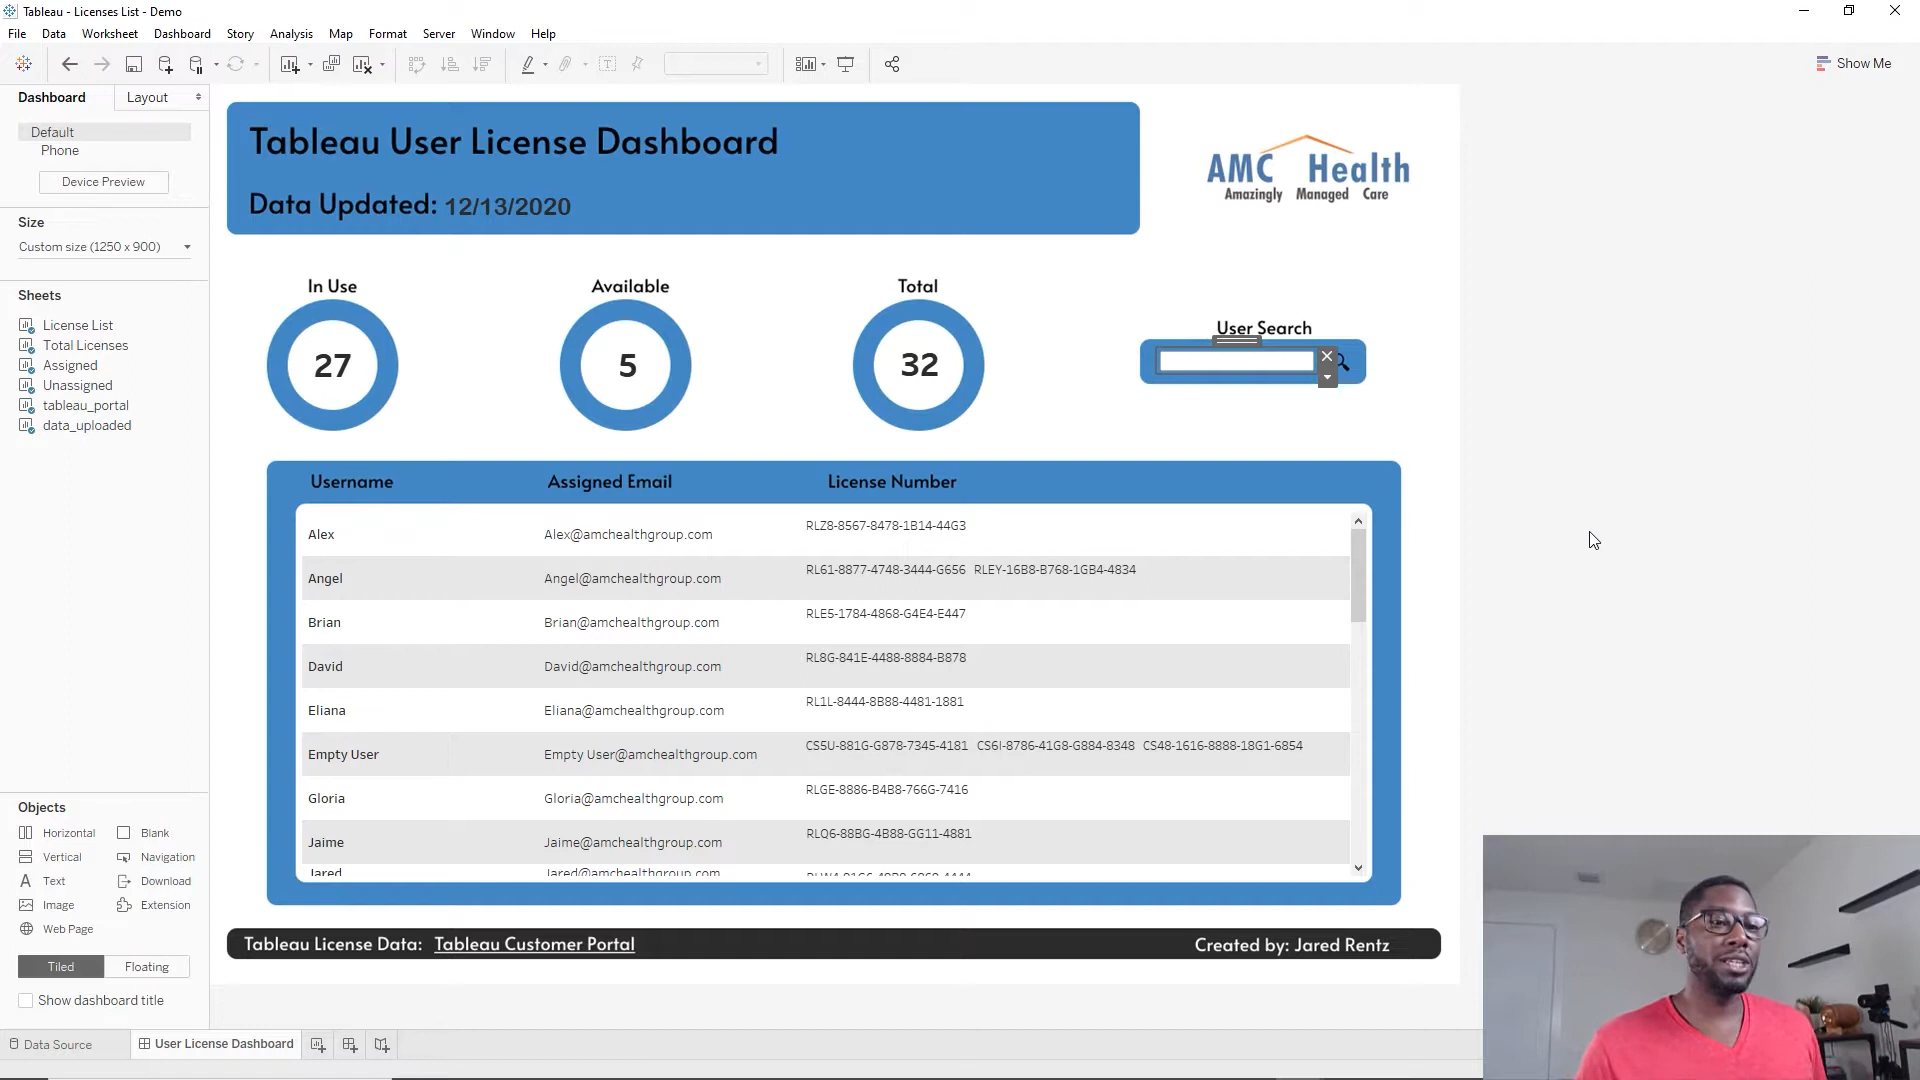 Tableau - Licenses List - Demo
File Data Worksheet Dashboard Story Analysis Map Format Server Window Help
Show Me
Dashboard Layout
Default
Phone
Device Preview
Size
Custom size (1250 x 900)
Sheets
License List
Total Licenses
Assigned
Unassigned
tableau_portal
data_uploaded
Objects
Horizontal Blank
Vertical Navigation
Text Download
Image Extension
Web Page
Tiled Floating
Show dashboard title
Tableau User License Dashboard
Data Updated: 12/13/2020
AMC Health
Amazingly Managed Care
In Use Available Total
27 5 32
User Search
Username Assigned Email License Number
Alex Alex@amchealthgroup.com RLZ8-8567-8478-1B14-44G3
Angel Angel@amchealthgroup.com RL61-8877-4748-3444-G656 RLEY-16B8-B768-1GB4-4834
Brian Brian@amchealthgroup.com RLE5-1784-4868-G4E4-E447
David David@amchealthgroup.com RL8G-841E-4488-8884-B878
Eliana Eliana@amchealthgroup.com RL1L-8444-8B88-4481-1881
Empty User Empty User@amchealthgroup.com CS5U-881G-G878-7345-4181 CS6I-8786-41G8-G884-8348 CS48-1616-8888-18G1-6854
Gloria Gloria@amchealthgroup.com RLGE-8886-B4B8-766G-7416
Jaime Jaime@amchealthgroup.com RLQ6-88BG-4B88-GG11-4881
Jared Jared@amchealthgroup.com
Tableau License Data: Tableau Customer Portal
Created by: Jared Rentz
Data Source User License Dashboard